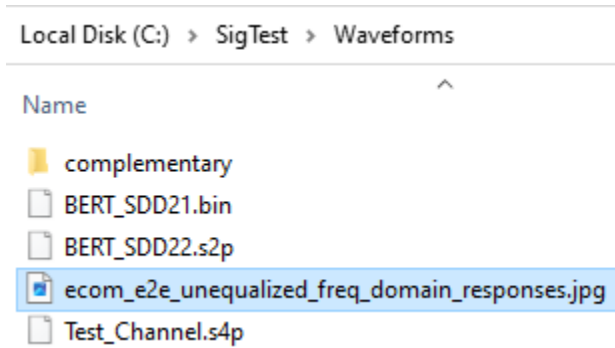 Local Disk (C:) > SigTest > Waveforms
Name
complementary
BERT_SDD21.bin
BERT_SDD22.s2p
ecom_e2e_unequalized_freq_domain_responses.jpg
Test_Channel.s4p